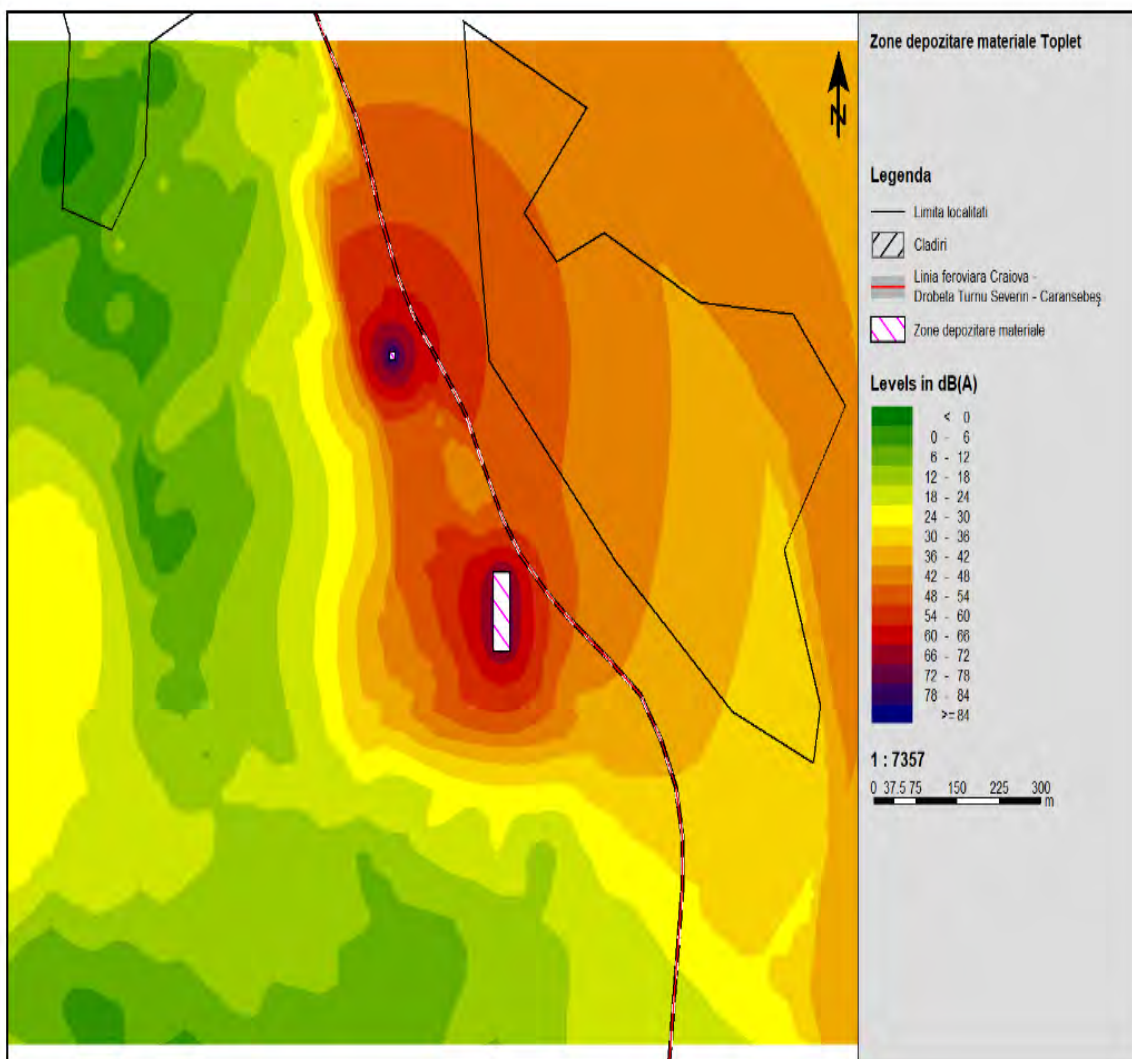 Zone depozitare materiale Toplet
N
Legenda
Limita localitati
Cladiri
Linia feroviara Craiova -
Drobeta Turnu Severin - Caransebeş
Zone depozitare materiale
Levels in dB(A)
< 0
0 - 6
6 - 12
12 - 18
18 - 24
24 - 30
30 - 36
36 - 42
42 - 48
48 - 54
54 - 60
60 - 66
66 - 72
72 - 78
78 - 84
>= 84
1 : 7357
0 37.5 75 150 225 300
m